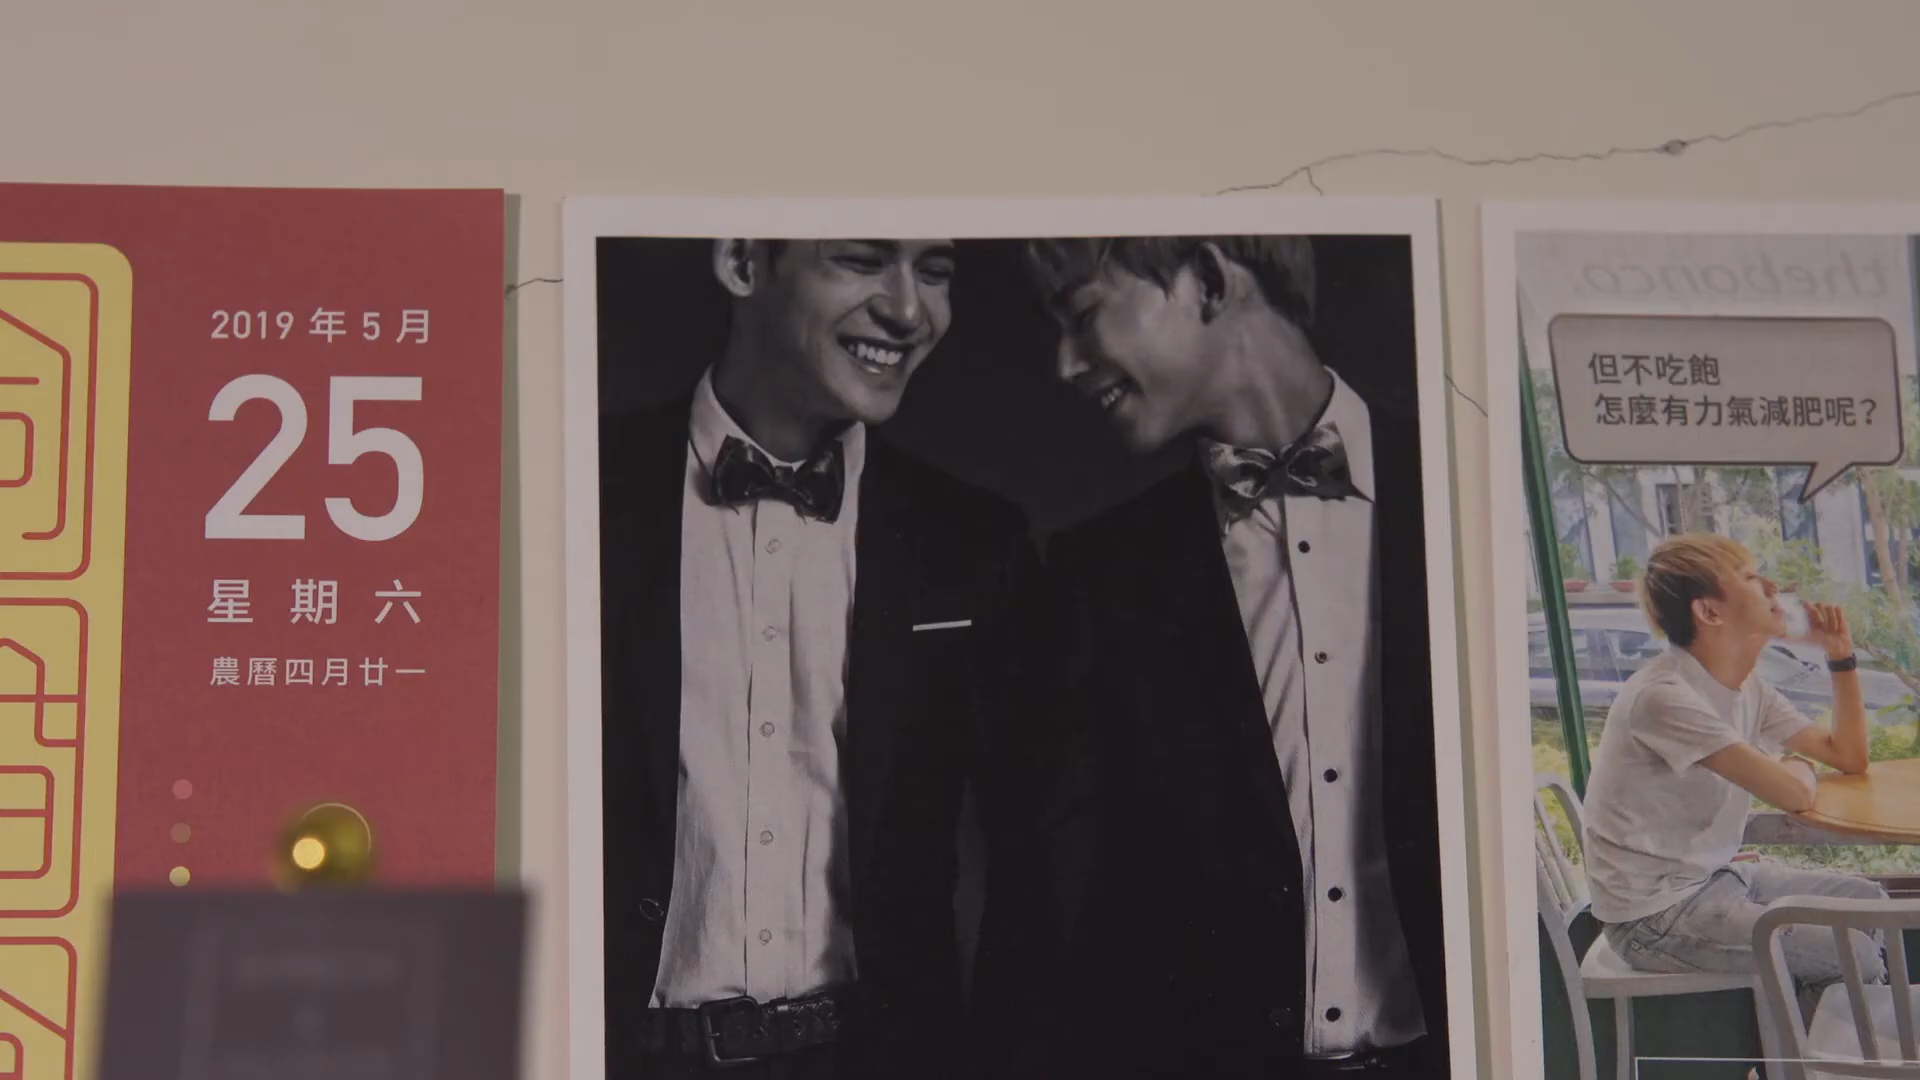 2019 年 5 月
25
星期六
農曆四月廿一
thebonco.
但不吃飽
怎麼有力氣減肥呢？